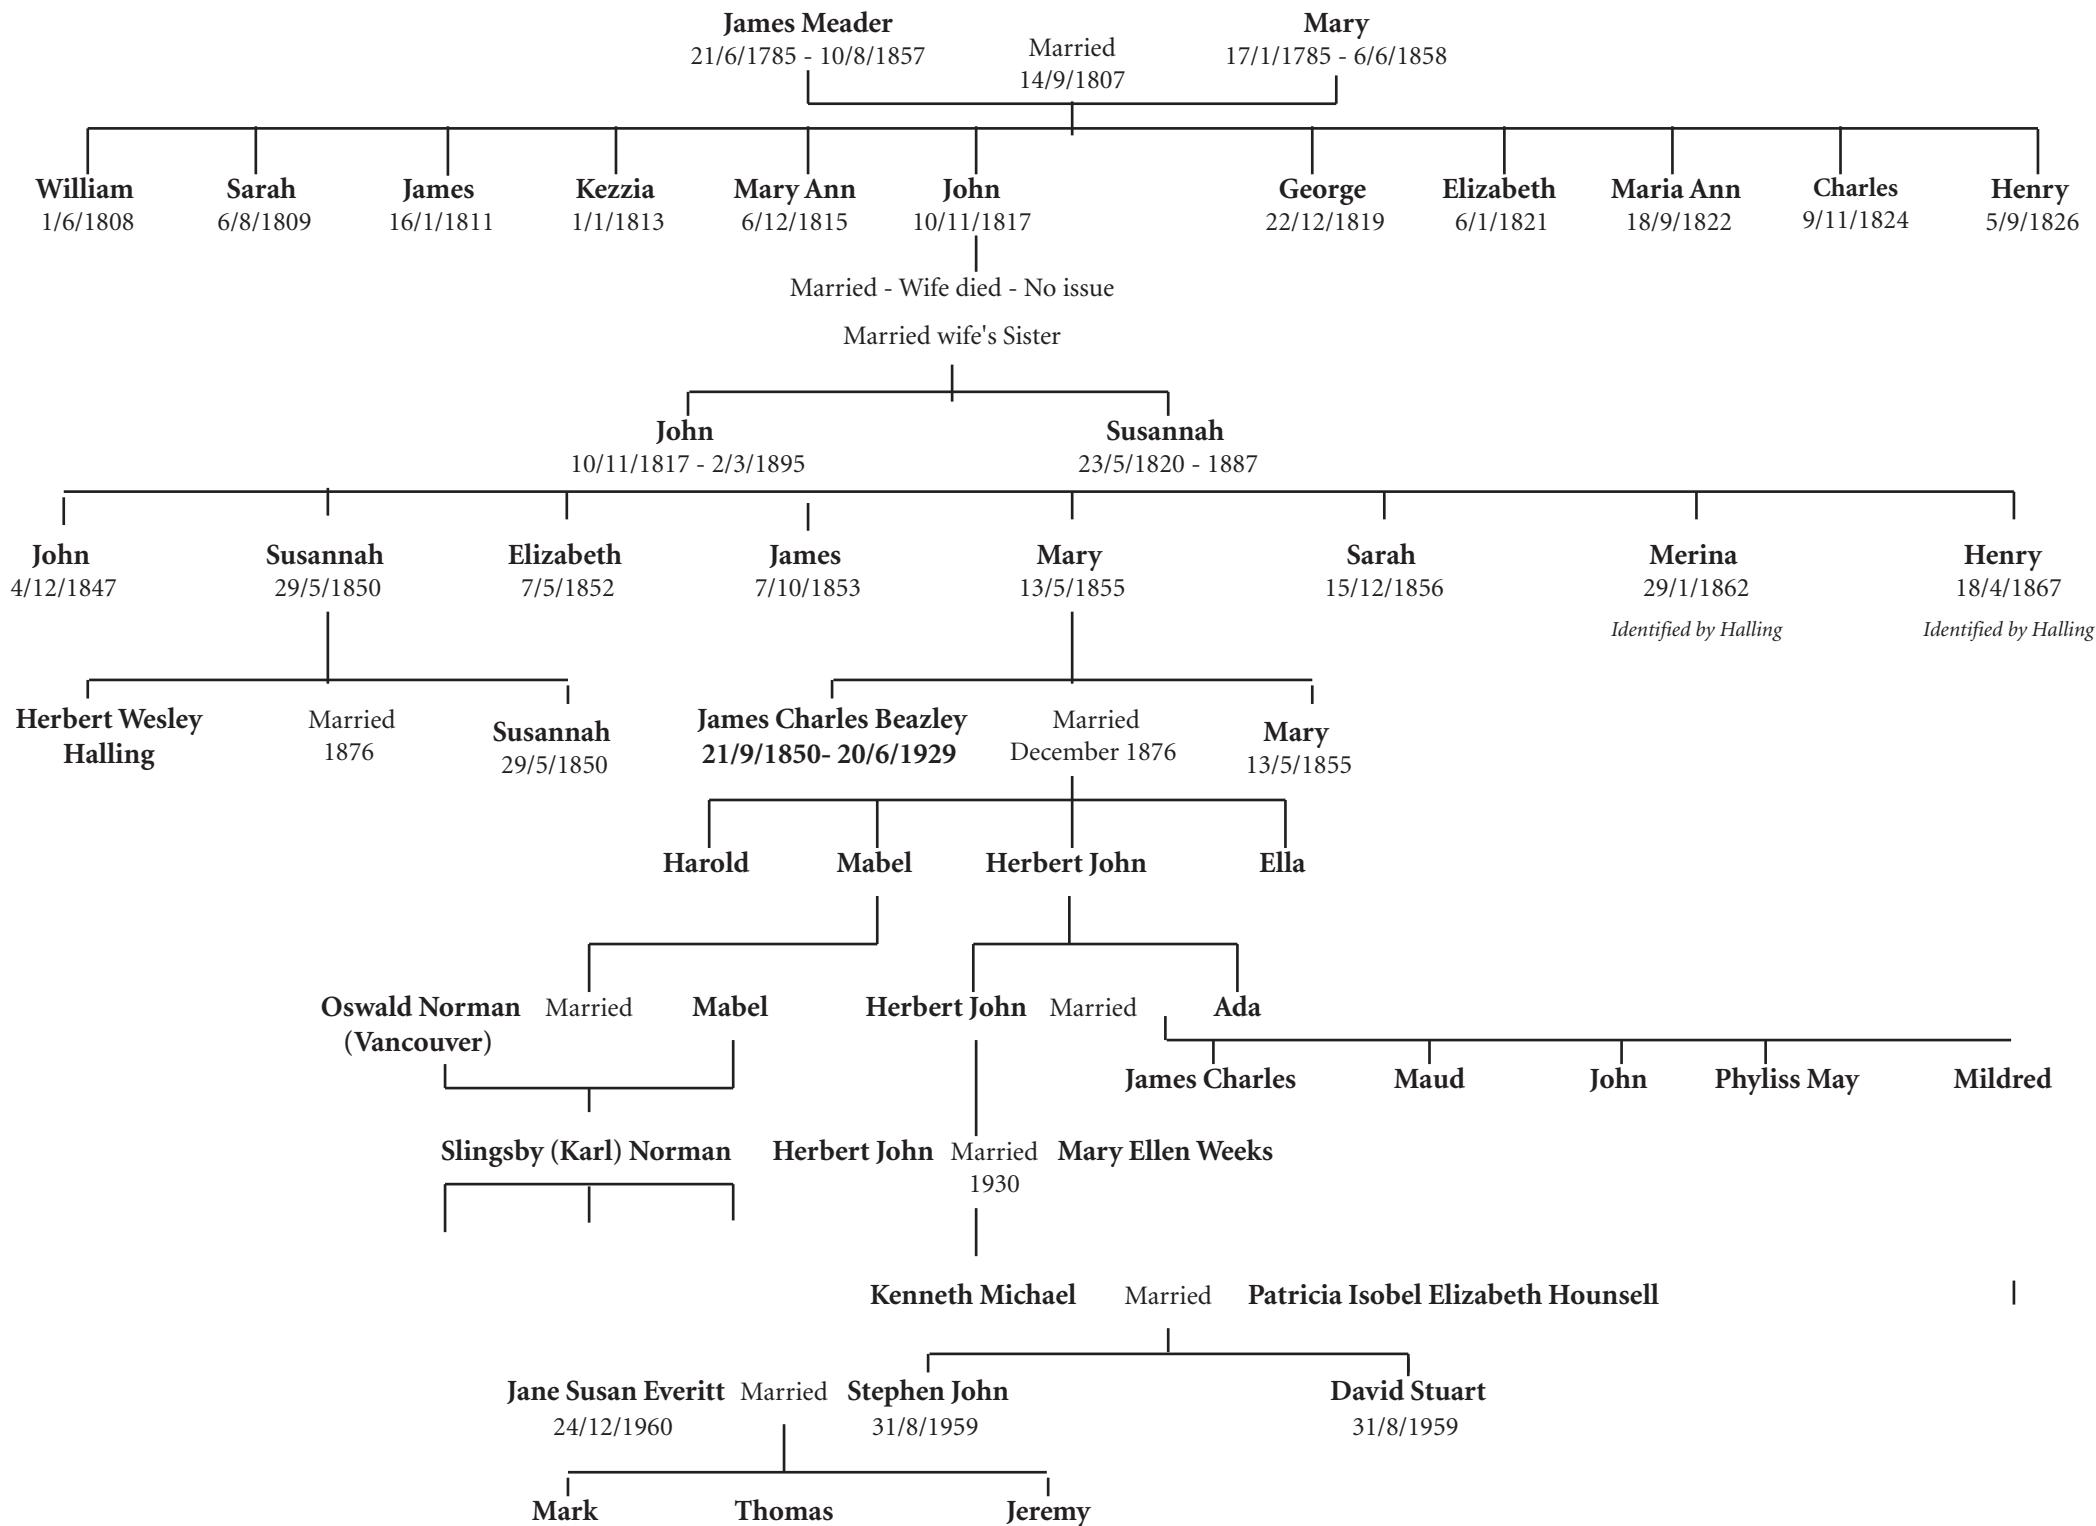 James Meader
Mary
21/6/1785 - 10/8/1857
Married
17/1/1785 - 6/6/1858
14/9/1807
William
Sarah
James
Kezzia
Mary Ann
John
George
Elizabeth
Maria Ann
Charles
Henry
1/6/1808
6/8/1809
16/1/1811
1/1/1813
6/12/1815
10/11/1817
22/12/1819
6/1/1821
18/9/1822
9/11/1824
5/9/1826
Married - Wife died - No issue
Married wife's Sister
John
Susannah
10/11/1817 - 2/3/1895
23/5/1820 - 1887
John
Susannah
Elizabeth
James
Mary
Sarah
Merina
Henry
4/12/1847
29/5/1850
7/5/1852
7/10/1853
13/5/1855
15/12/1856
29/1/1862
18/4/1867
Identified by Halling
Identified by Halling
Herbert Wesley
Halling
Married
1876
Susannah
29/5/1850
James Charles Beazley
21/9/1850- 20/6/1929
Married
December 1876
Mary
13/5/1855
Harold
Mabel
Herbert John
Ella
Oswald Norman
(Vancouver)
Married
Mabel
Herbert John
Married
Ada
James Charles
Maud
John
Phyliss May
Mildred
Slingsby (Karl) Norman
Herbert John
Married
1930
Mary Ellen Weeks
Kenneth Michael
Married
Patricia Isobel Elizabeth Hounsell
Jane Susan Everitt
24/12/1960
Married
Stephen John
31/8/1959
David Stuart
31/8/1959
Mark
Thomas
Jeremy